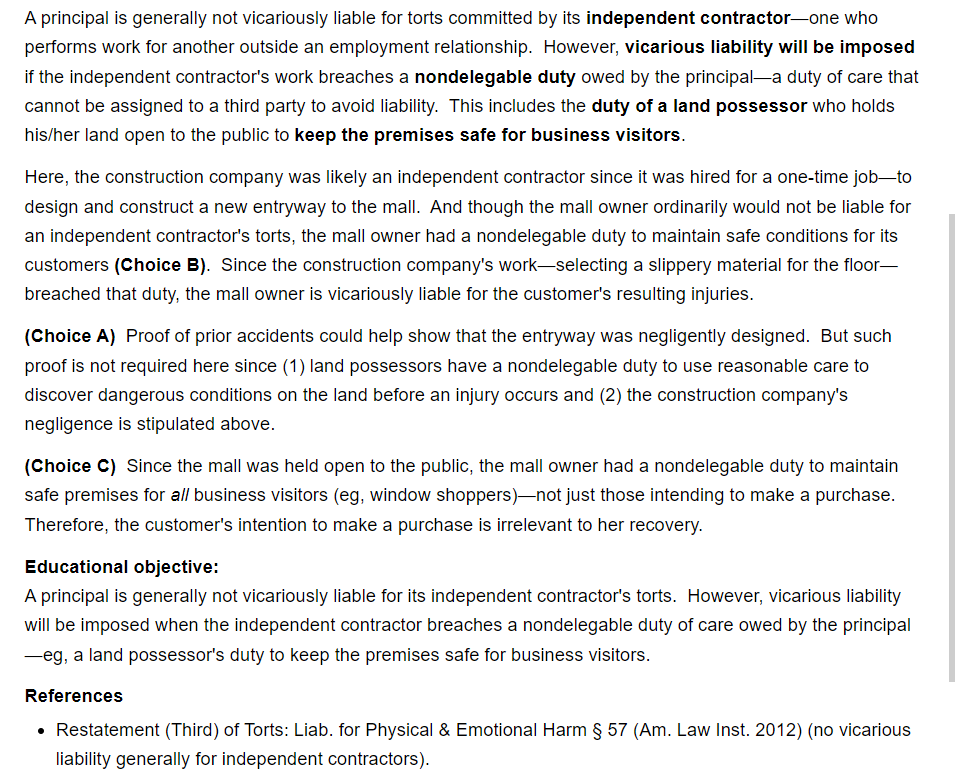 A principal is generally not vicariously liable for torts committed by its independent contractor—one who
performs work for another outside an employment relationship.  However, vicarious liability will be imposed
if the independent contractor's work breaches a nondelegable duty owed by the principal—a duty of care that
cannot be assigned to a third party to avoid liability.  This includes the duty of a land possessor who holds
his/her land open to the public to keep the premises safe for business visitors.
Here, the construction company was likely an independent contractor since it was hired for a one-time job—to
design and construct a new entryway to the mall.  And though the mall owner ordinarily would not be liable for
an independent contractor's torts, the mall owner had a nondelegable duty to maintain safe conditions for its
customers (Choice B).  Since the construction company's work—selecting a slippery material for the floor—
breached that duty, the mall owner is vicariously liable for the customer's resulting injuries.
(Choice A)  Proof of prior accidents could help show that the entryway was negligently designed.  But such
proof is not required here since (1) land possessors have a nondelegable duty to use reasonable care to
discover dangerous conditions on the land before an injury occurs and (2) the construction company's
negligence is stipulated above.
(Choice C)  Since the mall was held open to the public, the mall owner had a nondelegable duty to maintain
safe premises for all business visitors (eg, window shoppers)—not just those intending to make a purchase.
Therefore, the customer's intention to make a purchase is irrelevant to her recovery.
Educational objective:
A principal is generally not vicariously liable for its independent contractor's torts.  However, vicarious liability
will be imposed when the independent contractor breaches a nondelegable duty of care owed by the principal
—eg, a land possessor's duty to keep the premises safe for business visitors.
References
• Restatement (Third) of Torts: Liab. for Physical & Emotional Harm § 57 (Am. Law Inst. 2012) (no vicarious
liability generally for independent contractors).